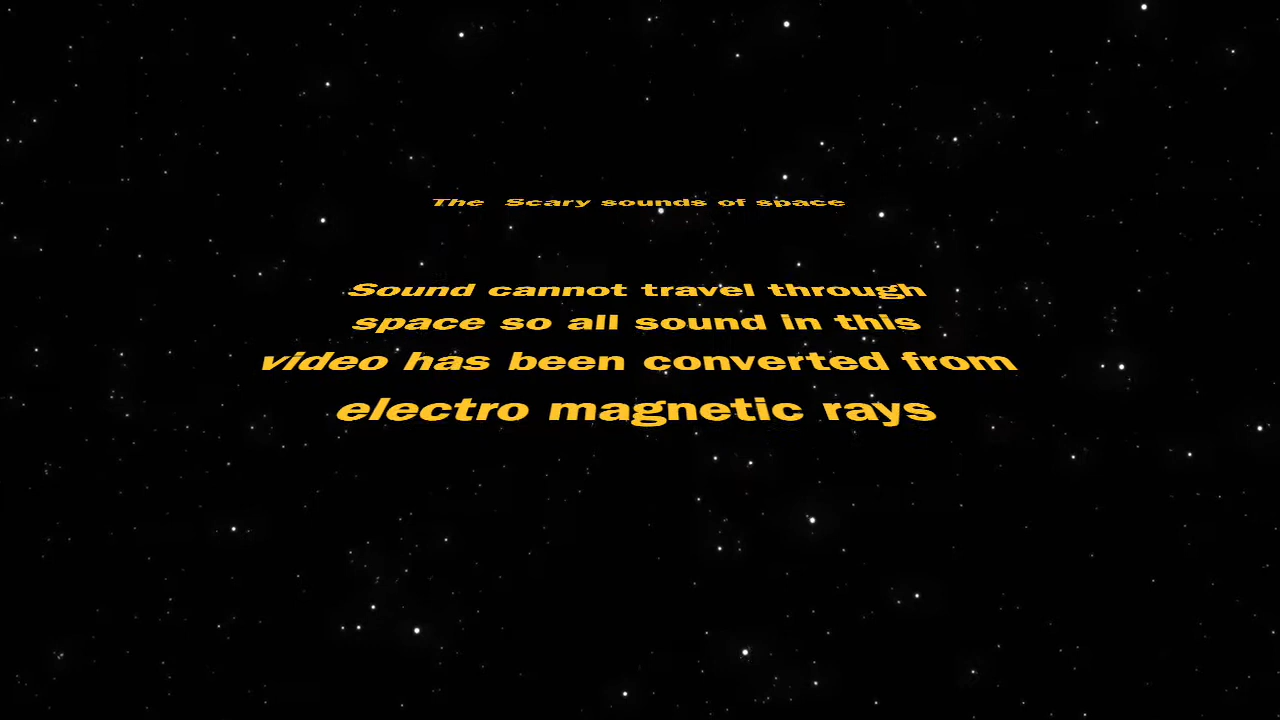 The Scary sounds of space
Sound cannot travel through
space so all sound in this
video has been converted from
electro magnetic rays